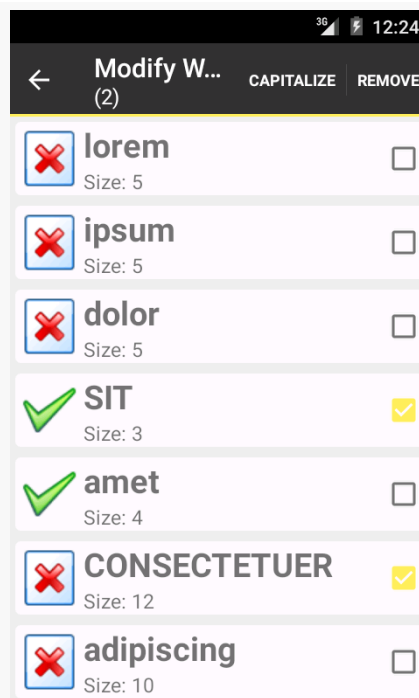 3G 12:24
Modify W... CAPITALIZE REMOVE
(2)
lorem
Size: 5
ipsum
Size: 5
dolor
Size: 5
SIT
Size: 3
amet
Size: 4
CONSECTETUER
Size: 12
adipiscing
Size: 10